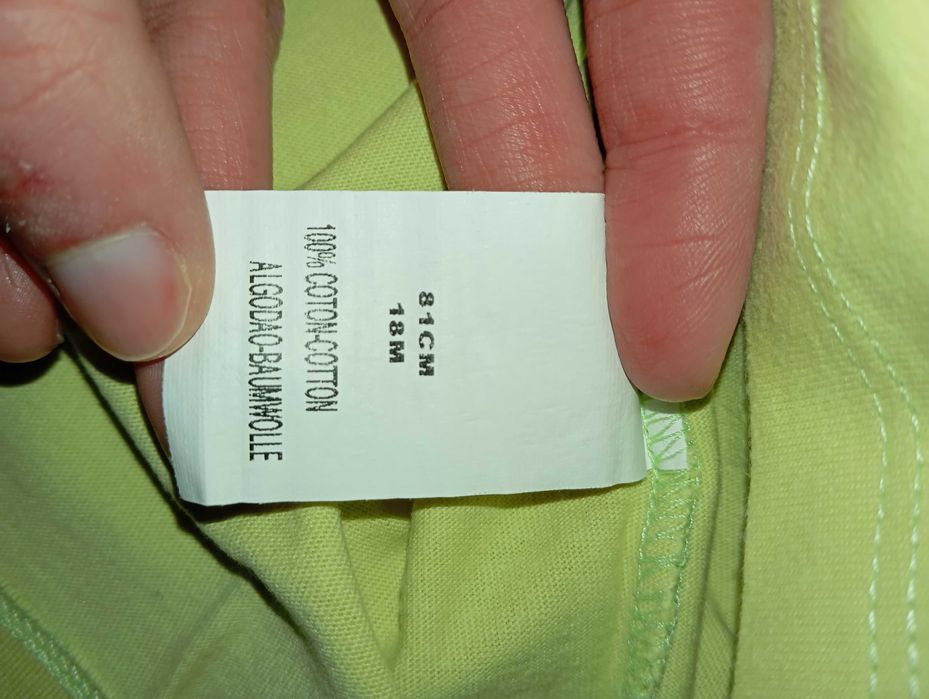 81CM
18M
100% COTON-COTTON
ALGODAO-BAUMWOLLE